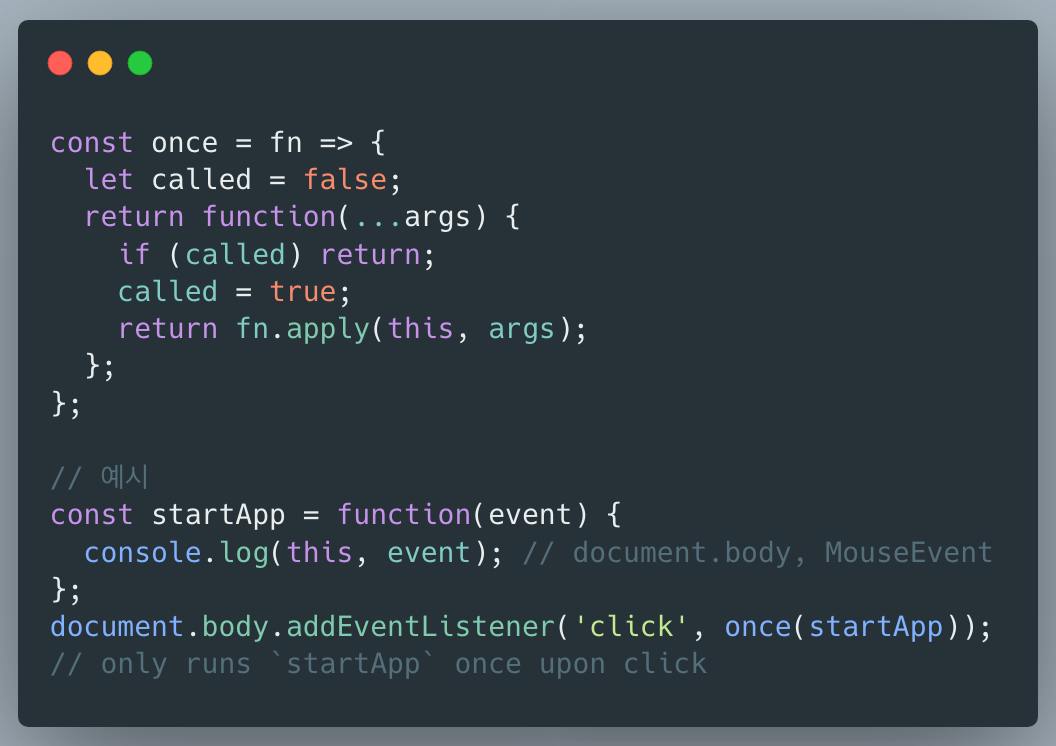 const once = fn => {
  let called = false;
  return function(...args) {
    if (called) return;
    called = true;
    return fn.apply(this, args);
  };
};

// 예시
const startApp = function(event) {
  console.log(this, event); // document.body, MouseEvent
};
document.body.addEventListener('click', once(startApp));
// only runs `startApp` once upon click